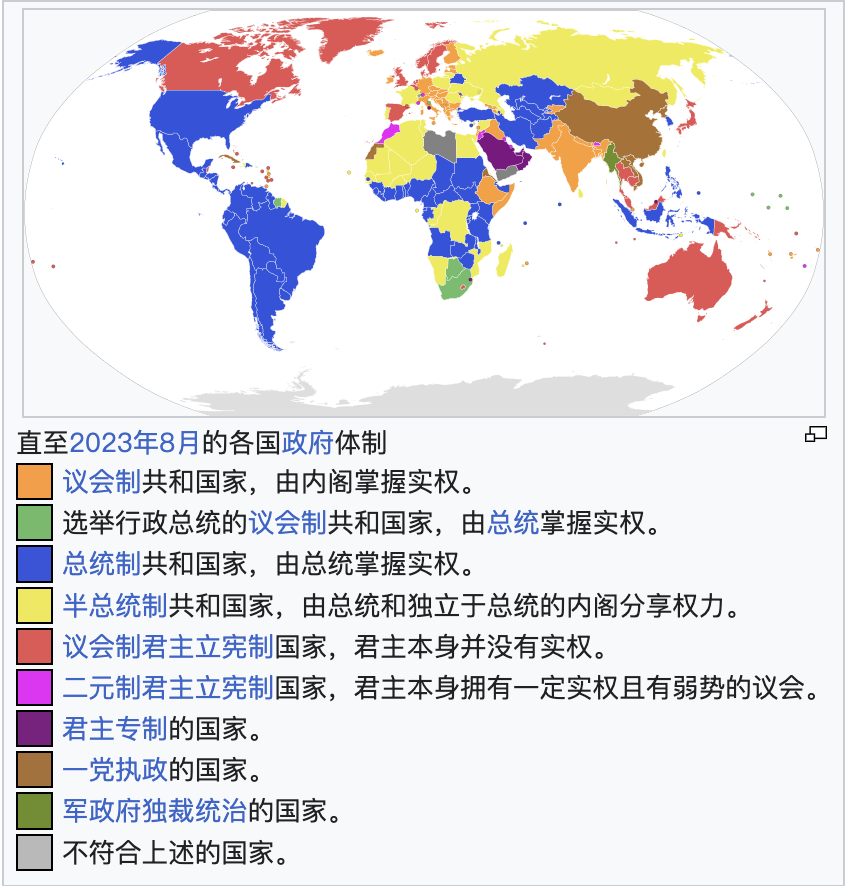 直至2023年8月的各国政府体制
议会制共和国家，由内阁掌握实权。
选举行政总统的议会制共和国家，由总统掌握实权。
总统制共和国家，由总统掌握实权。
半总统制共和国家，由总统和独立于总统的内阁分享权力。
议会制君主立宪制国家，君主本身并没有实权。
二元制君主立宪制国家，君主本身拥有一定实权且有弱势的议会。
君主专制的国家。
一党执政的国家。
军政府独裁统治的国家。
不符合上述的国家。